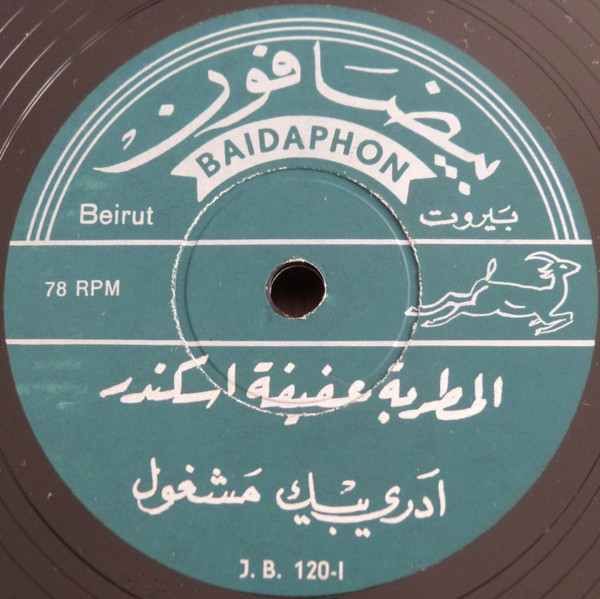 بيضافون
BAIDAPHON
Beirut
بيروت
78 RPM
المطربة عفيفة اسكندر
ادري بيك مشغول
J. B. 120-I